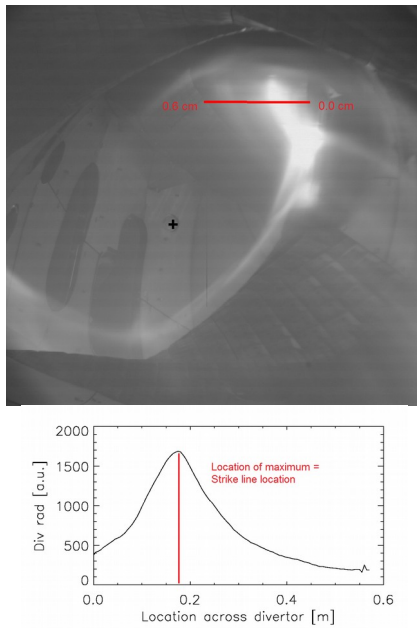 0.6 cm
0.0 cm
2000
1500
1000
500
0
Div rad [a.u.]
Location of maximum =
Strike line location
0.0
0.2
0.4
0.6
Location across divertor [m]